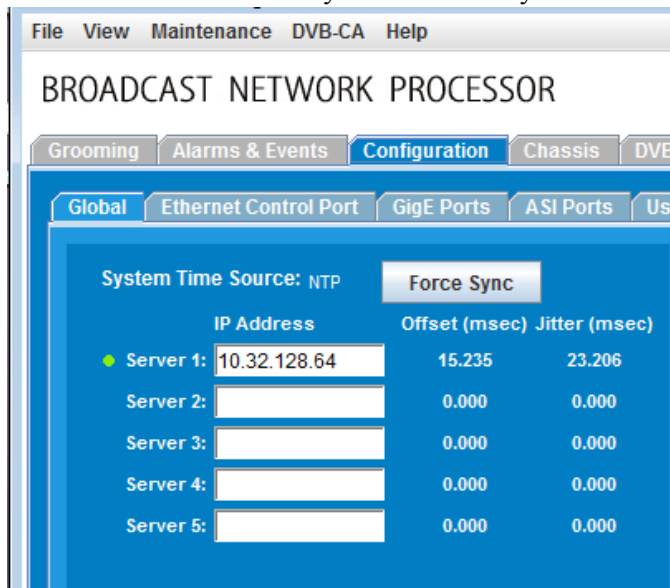 File View Maintenance DVB-CA Help
BROADCAST NETWORK PROCESSOR
Grooming Alarms & Events Configuration Chassis
Global Ethernet Control Port GigE Ports ASI Ports
System Time Source: NTP Force Sync
IP Address Offset (msec) Jitter (msec)
Server 1: 10.32.128.64 15.235 23.206
Server 2: 0.000 0.000
Server 3: 0.000 0.000
Server 4: 0.000 0.000
Server 5: 0.000 0.000